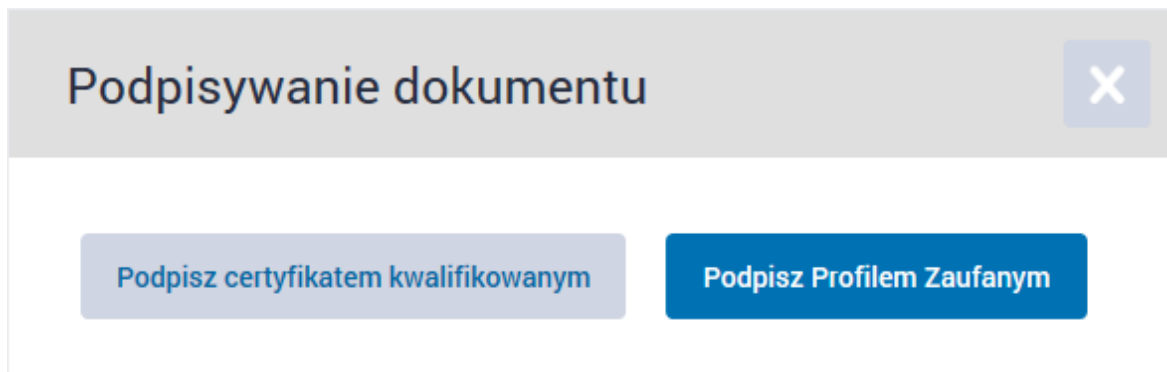 Podpisywanie dokumentu
Podpisz certyfikatem kwalifikowanym
Podpisz Profilem Zaufanym